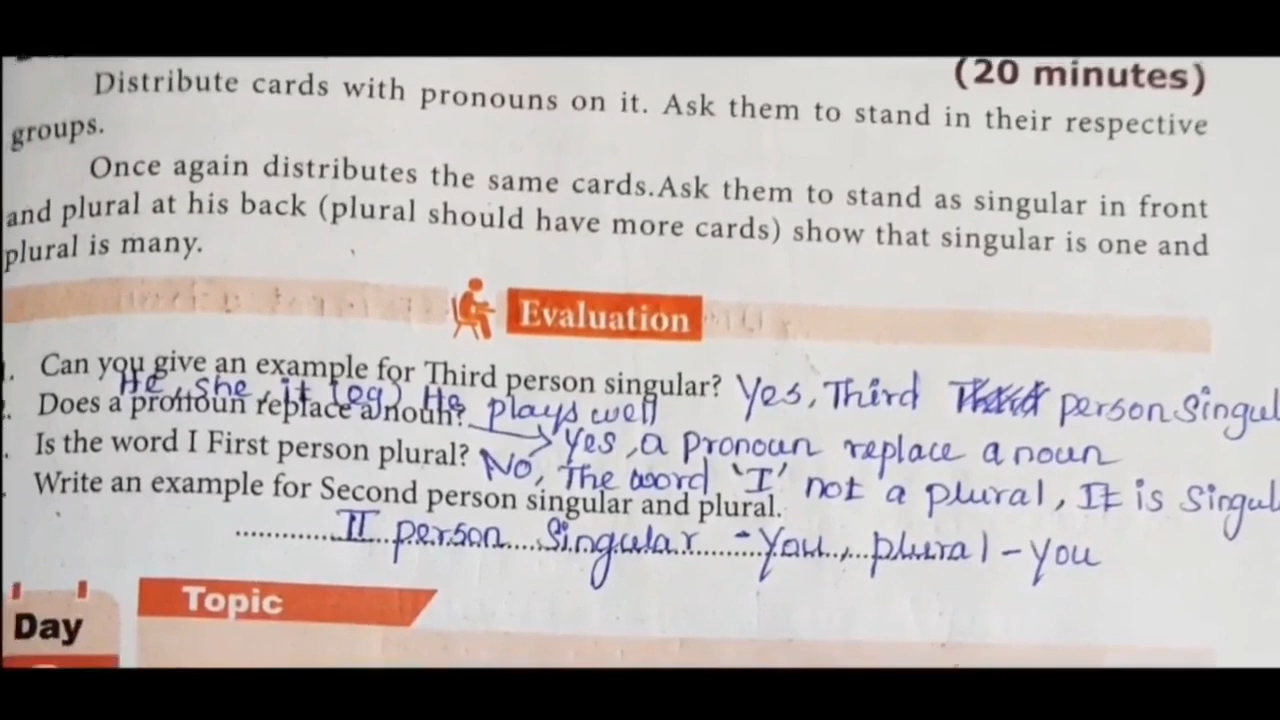 (20 minutes)
Distribute cards with pronouns on it. Ask them to stand in their respective
groups.
Once again distributes the same cards.Ask them to stand as singular in front
and plural at his back (plural should have more cards) show that singular is one and
plural is many.
Evaluation
Can you give an example for Third person singular? Yes, Third person Singul
He, She, it (eg) He plays well
Does a pronoun replace a noun?
Yes, a pronoun replace a noun
Is the word I First person plural? No, The word 'I' not a plural, It is Singul
Write an example for Second person singular and plural.
II person Singular - You, plural - you
Topic
Day